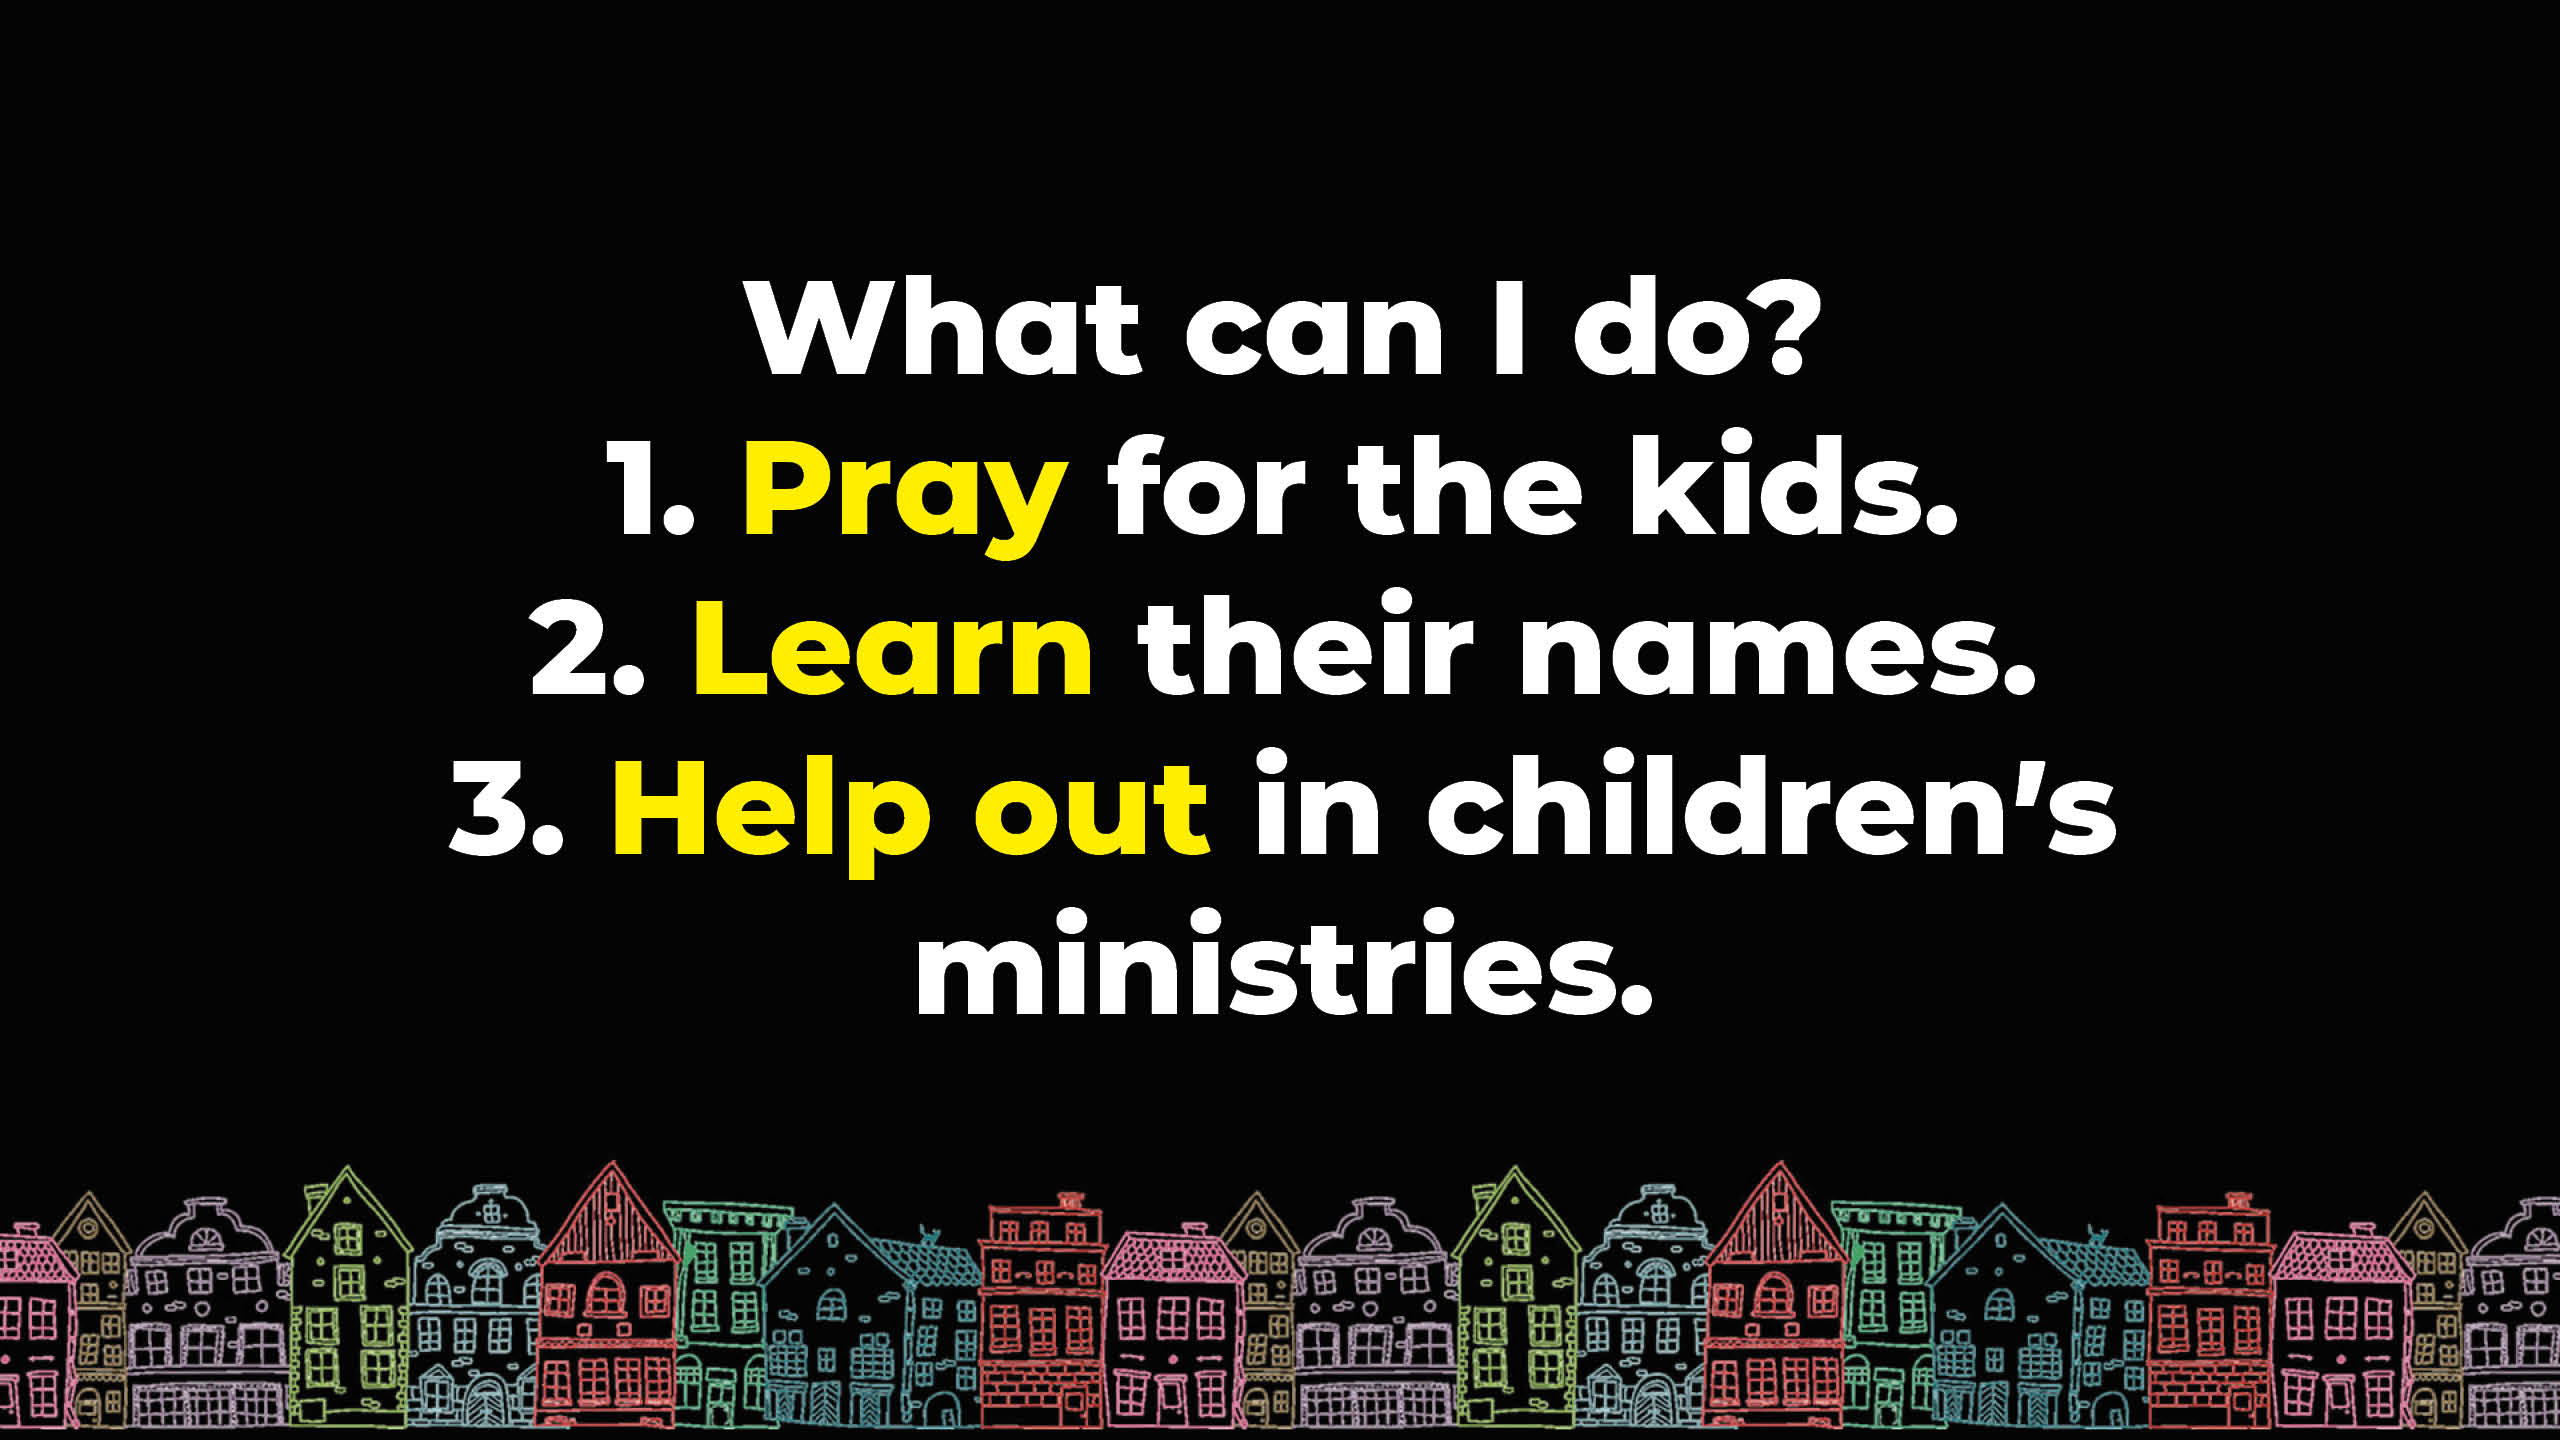 What can I do?
1. Pray for the kids.
2. Learn their names.
3. Help out in children’s
ministries.